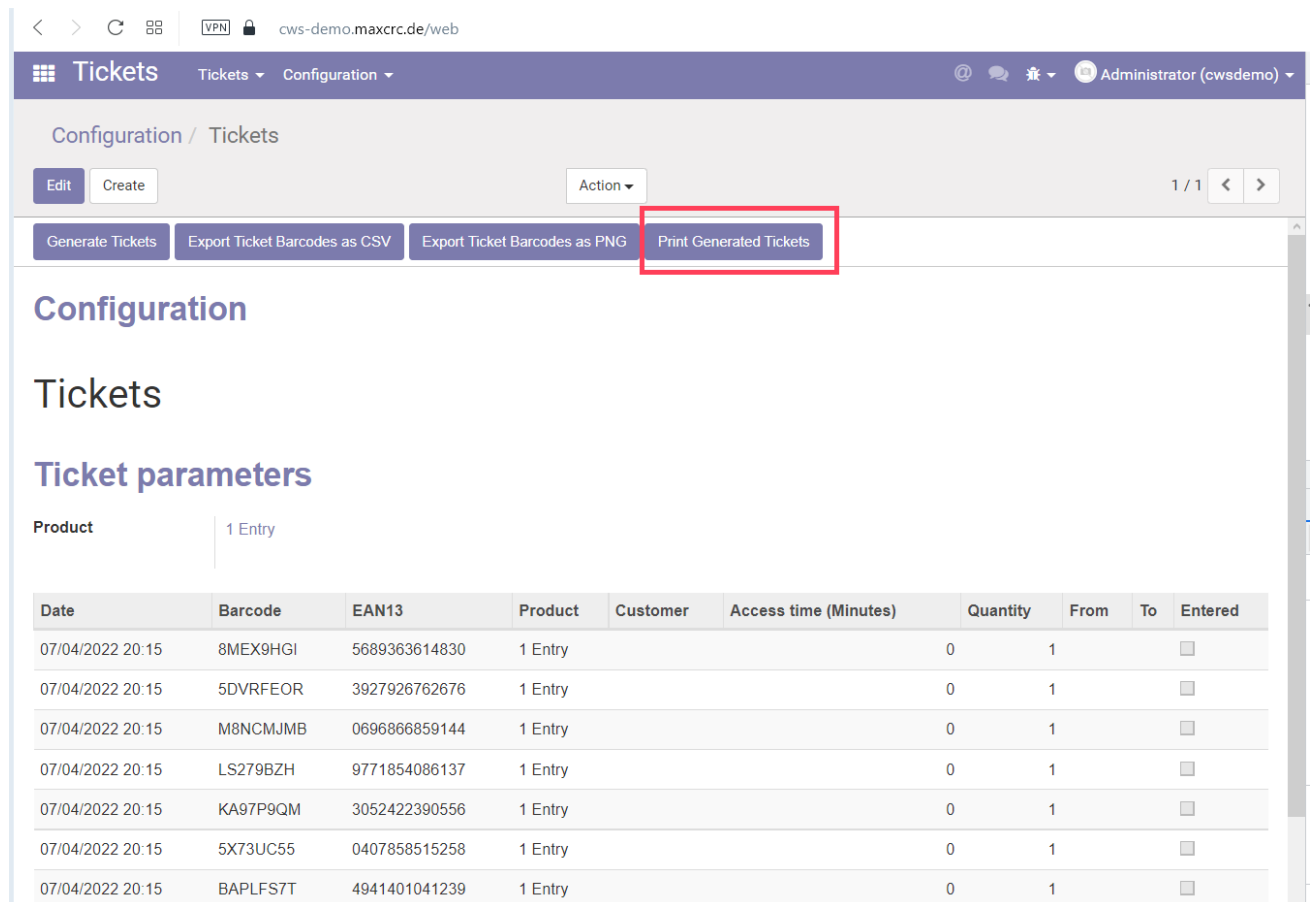 VPN cws-demo.maxcrc.de/web
Tickets Tickets Configuration @ Administrator (cwsdemo)
Configuration / Tickets
Edit Create Action 1 / 1
Generate Tickets Export Ticket Barcodes as CSV Export Ticket Barcodes as PNG Print Generated Tickets
Configuration
Tickets
Ticket parameters
Product 1 Entry
Date Barcode EAN13 Product Customer Access time (Minutes) Quantity From To Entered
07/04/2022 20:15 8MEX9HGI 5689363614830 1 Entry 0 1
07/04/2022 20:15 5DVRFEOR 3927926762676 1 Entry 0 1
07/04/2022 20:15 M8NCMJMB 0696866859144 1 Entry 0 1
07/04/2022 20:15 LS279BZH 9771854086137 1 Entry 0 1
07/04/2022 20:15 KA97P9QM 3052422390556 1 Entry 0 1
07/04/2022 20:15 5X73UC55 0407858515258 1 Entry 0 1
07/04/2022 20:15 BAPLFS7T 4941401041239 1 Entry 0 1